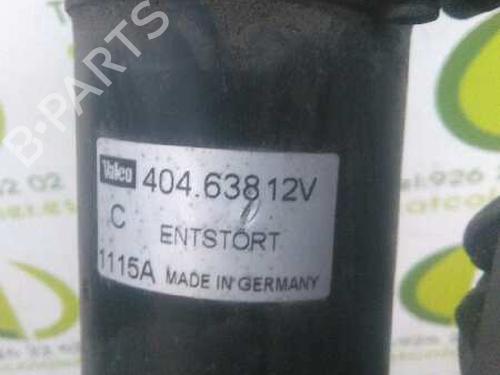 Valeo 404.638 12V
C ENTSTÖRT
1115A MADE IN GERMANY
B-PARTS